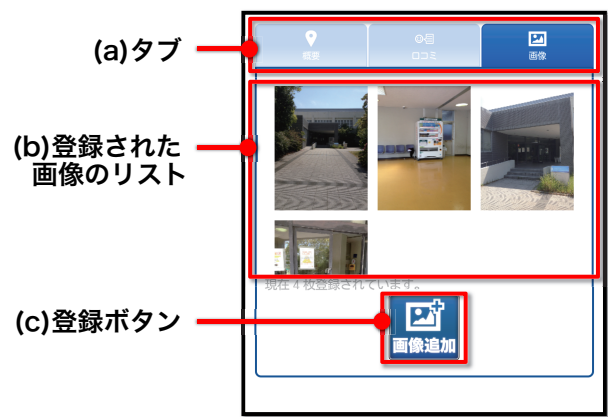 (a)タブ
概要
口コミ
画像
(b)登録された
画像のリスト
現在 4 枚登録されています。
(c)登録ボタン
画像追加